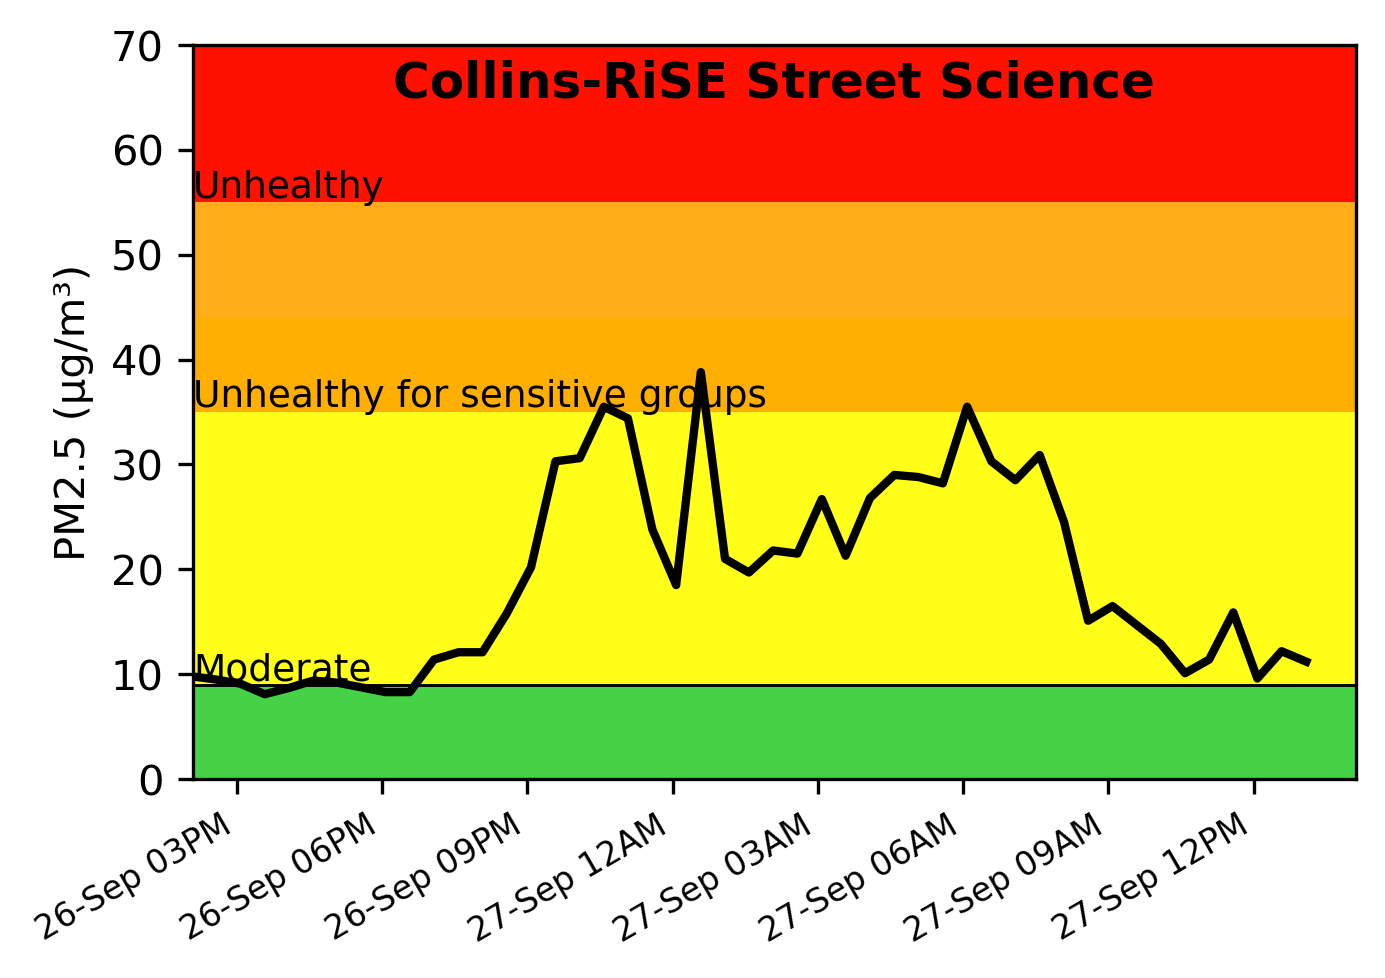 Collins-RiSE Street Science
70
60
Unhealthy
50
40
Unhealthy for sensitive groups
30
20
Moderate
10
0
PM2.5 (µg/m³)
26-Sep 03PM
26-Sep 06PM
26-Sep 09PM
27-Sep 12AM
27-Sep 03AM
27-Sep 06AM
27-Sep 09AM
27-Sep 12PM